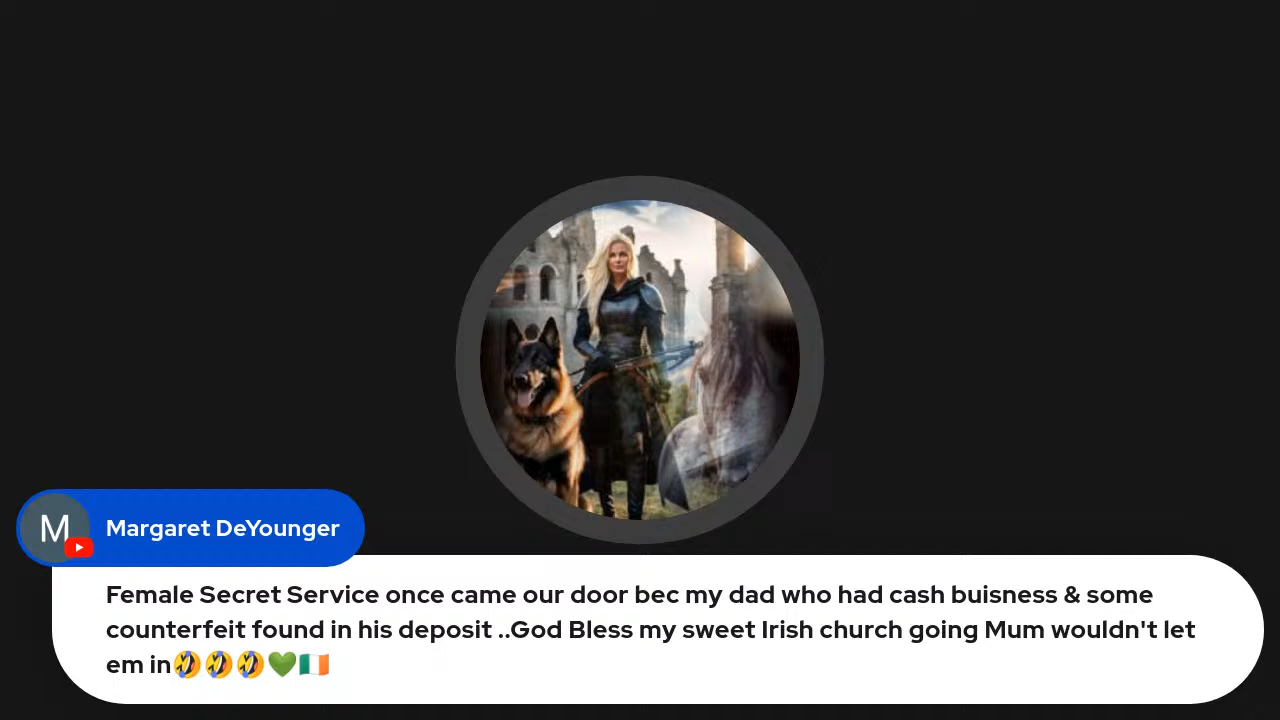 M
Margaret DeYounger
Female Secret Service once came our door bec my dad who had cash buisness & some
counterfeit found in his deposit ..God Bless my sweet Irish church going Mum wouldn't let
em in🤣🤣🤣💚🇮🇪